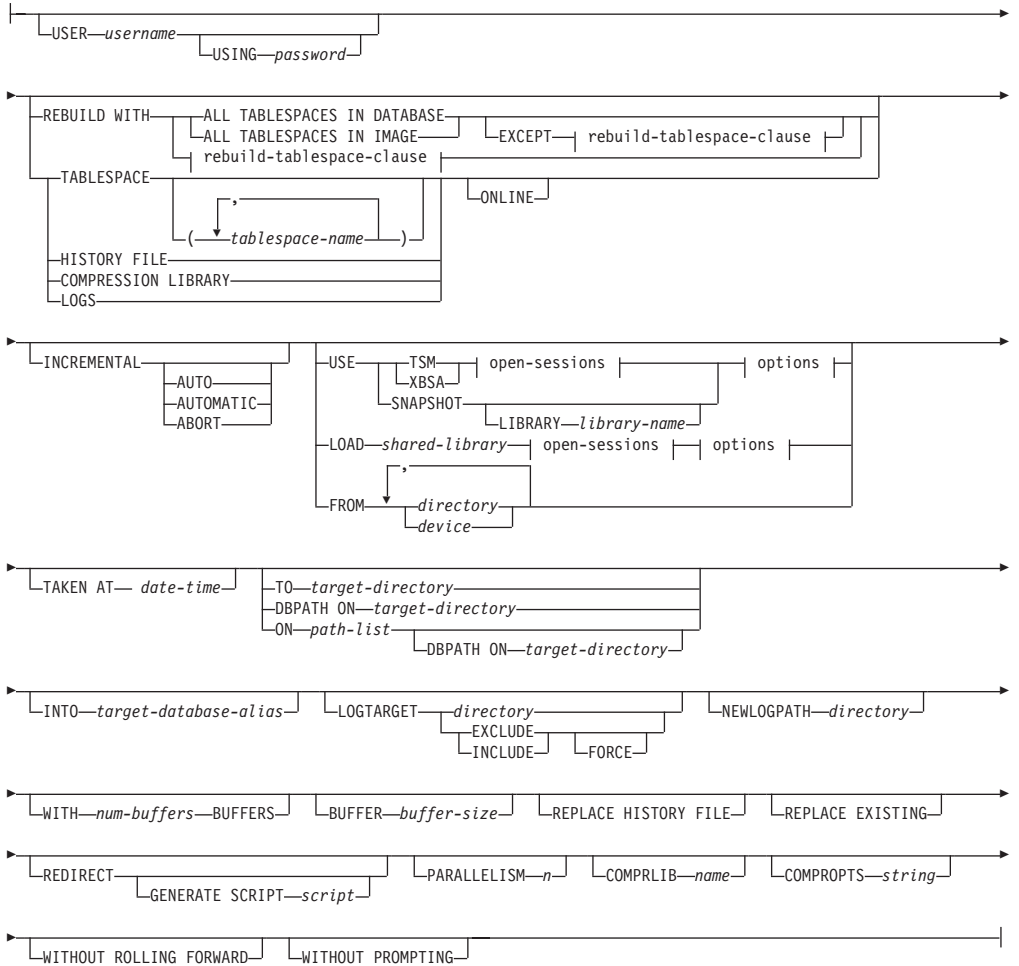 USER username
USING password
REBUILD WITH ALL TABLESPACES IN DATABASE
ALL TABLESPACES IN IMAGE EXCEPT rebuild-tablespace-clause
rebuild-tablespace-clause
TABLESPACE
,
ONLINE
( tablespace-name )
HISTORY FILE
COMPRESSION LIBRARY
LOGS
INCREMENTAL USE TSM open-sessions options
AUTO XBSA
AUTOMATIC SNAPSHOT
ABORT LIBRARY library-name
LOAD shared-library open-sessions options
,
FROM directory
device
TAKEN AT date-time TO target-directory
DBPATH ON target-directory
ON path-list
DBPATH ON target-directory
INTO target-database-alias LOGTARGET directory NEWLOGPATH directory
EXCLUDE
INCLUDE FORCE
WITH num-buffers BUFFERS BUFFER buffer-size REPLACE HISTORY FILE REPLACE EXISTING
REDIRECT PARALLELISM n COMPRLIB name COMPROPTS string
GENERATE SCRIPT script
WITHOUT ROLLING FORWARD WITHOUT PROMPTING